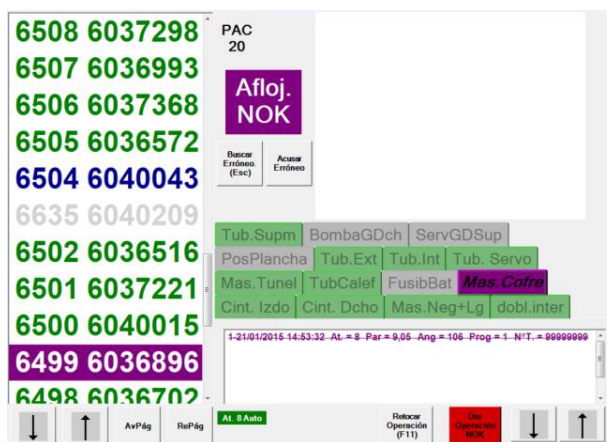 6508 6037298
6507 6036993
6506 6037368
6505 6036572
6504 6040043
6635 6040209
6502 6036516
6501 6037221
6500 6040015
6499 6036896
6498 6036702
AvPág
RePág
PAC
20
Afloj.
NOK
Buscar
Erróneo.
(Esc)
Acusar
Erróneo
Tub.Supm BombaGDch ServGDSup
PosPlancha Tub.Ext Tub.Int Tub. Servo
Mas.Tunel TubCalef FusibBat Mas.Cofre
Cint. Izdo Cint. Dcho Mas.Neg+Lg dobl.inter
1-21/01/2015 14:53:32 At. = 8 Par = 9,05 Ang = 106 Prog = 1 NºT. = 99999999
At. 8 Auto
Retocar
Operación
(F11)
Dar
Operación
NOK